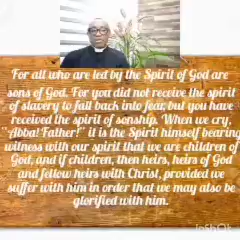 For all who are led by the Spirit of God are
sons of God. For you did not receive the spirit
of slavery to fall back into fear, but you have
received the spirit of sonship. When we cry,
"Abba! Father!" it is the Spirit himself bearing
witness with our spirit that we are children of
God, and if children, then heirs, heirs of God
and fellow heirs with Christ, provided we
suffer with him in order that we may also be
glorified with him.
InShOt